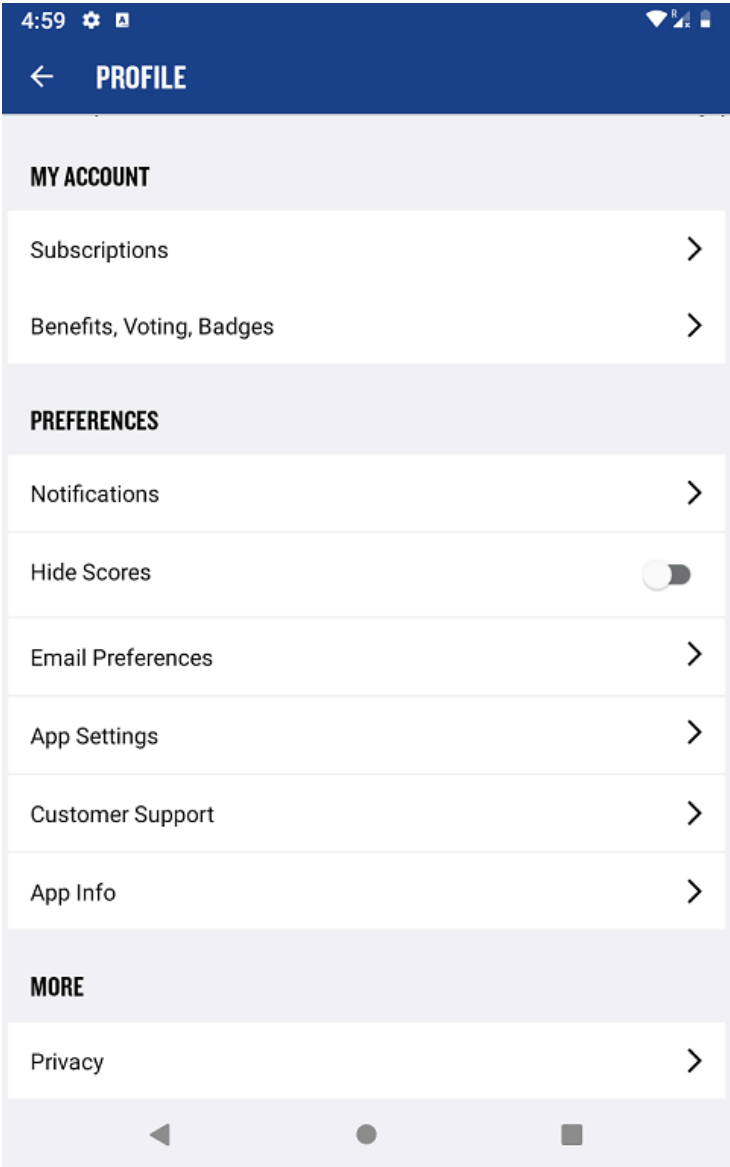 4:59
PROFILE
MY ACCOUNT
Subscriptions
Benefits, Voting, Badges
PREFERENCES
Notifications
Hide Scores
Email Preferences
App Settings
Customer Support
App Info
MORE
Privacy